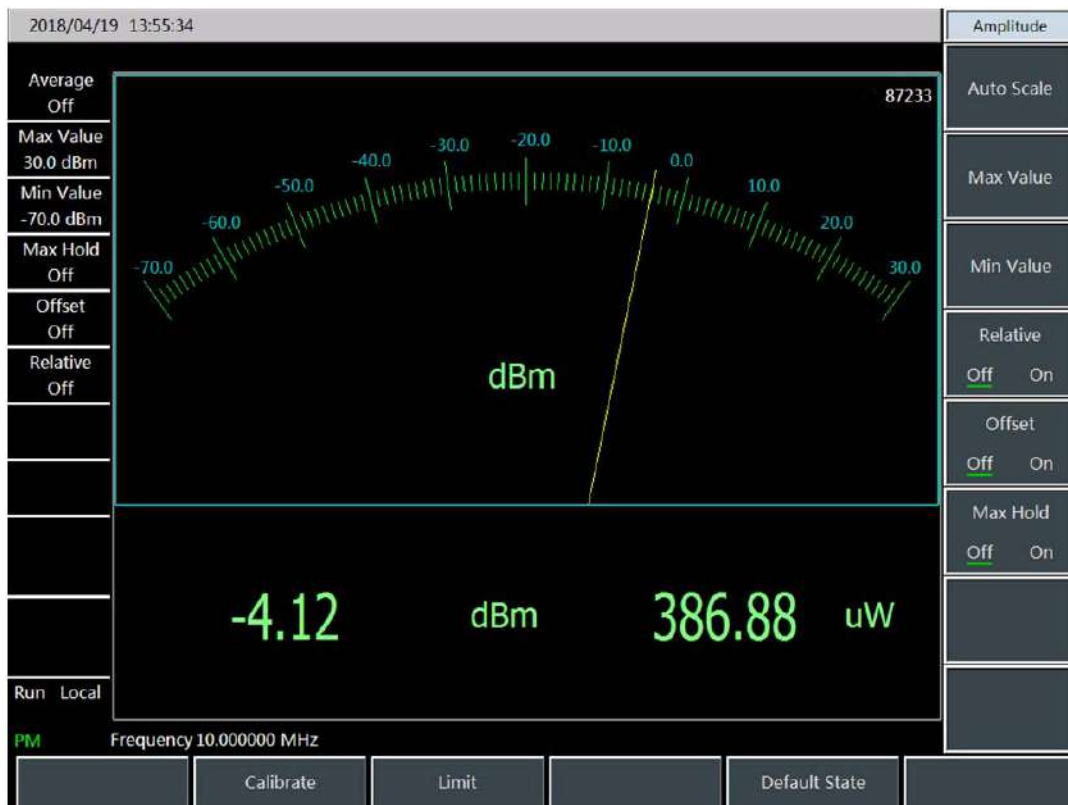 2018/04/19 13:55:34
Amplitude
Average
Off
Max Value
30.0 dBm
Min Value
-70.0 dBm
Max Hold
Off
Offset
Off
Relative
Off
Run Local
87233
-70.0
-60.0
-50.0
-40.0
-30.0
-20.0
-10.0
0.0
10.0
20.0
30.0
dBm
-4.12 dBm 386.88 uW
Auto Scale
Max Value
Min Value
Relative
Off On
Offset
Off On
Max Hold
Off On
PM Frequency 10.000000 MHz
Calibrate Limit Default State